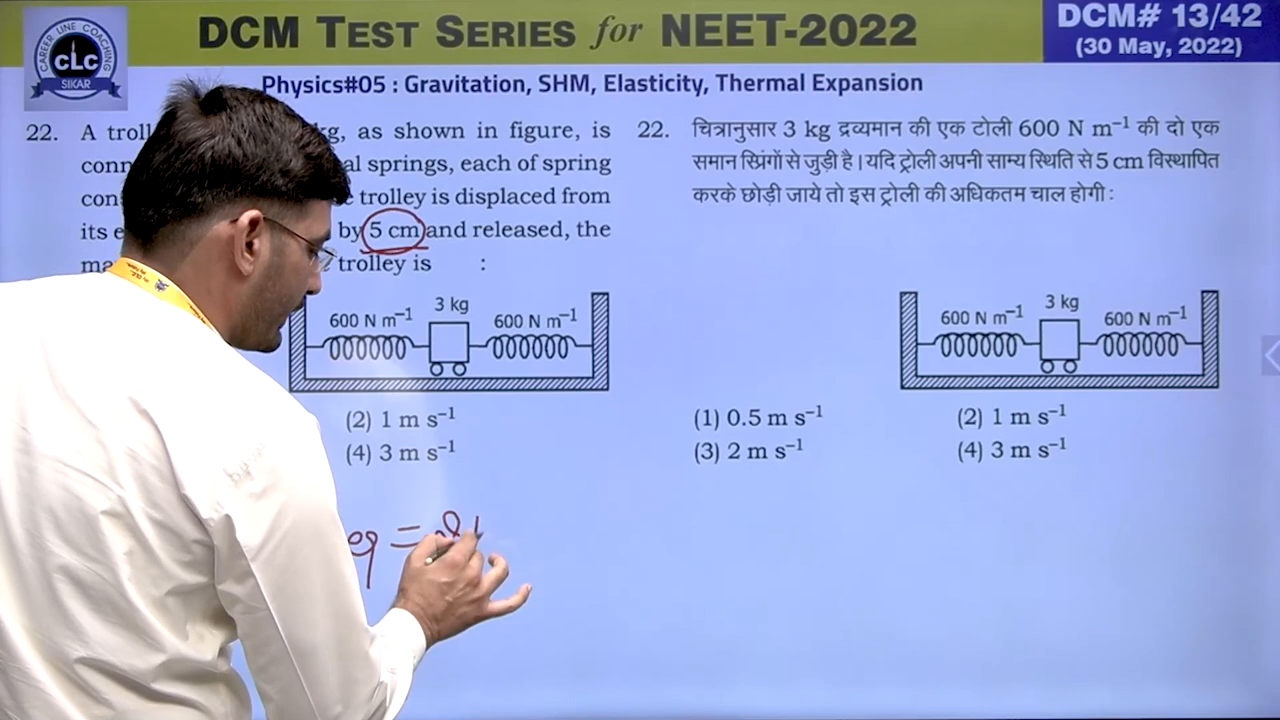 DCM TEST SERIES for NEET-2022
DCM# 13/42
(30 May, 2022)
CAREER LINE COACHING
CLC
SIKAR
Physics#05 : Gravitation, SHM, Elasticity, Thermal Expansion
22. A kg, as shown in figure, is
springs, each of spring
trolley is displaced from
its by 5 cm and released, the
trolley is :
600 N m⁻¹ 3 kg 600 N m⁻¹
(2) 1 m s⁻¹
(4) 3 m s⁻¹
eq = 2
22. चित्रानुसार 3 kg द्रव्यमान की एक टोली 600 N m⁻¹ की दो एक
समान स्प्रिंगों से जुड़ी है। यदि ट्रोली अपनी साम्य स्थिति से 5 cm विस्थापित
करके छोड़ी जाये तो इस ट्रोली की अधिकतम चाल होगी :
600 N m⁻¹ 3 kg 600 N m⁻¹
(1) 0.5 m s⁻¹ (2) 1 m s⁻¹
(3) 2 m s⁻¹ (4) 3 m s⁻¹